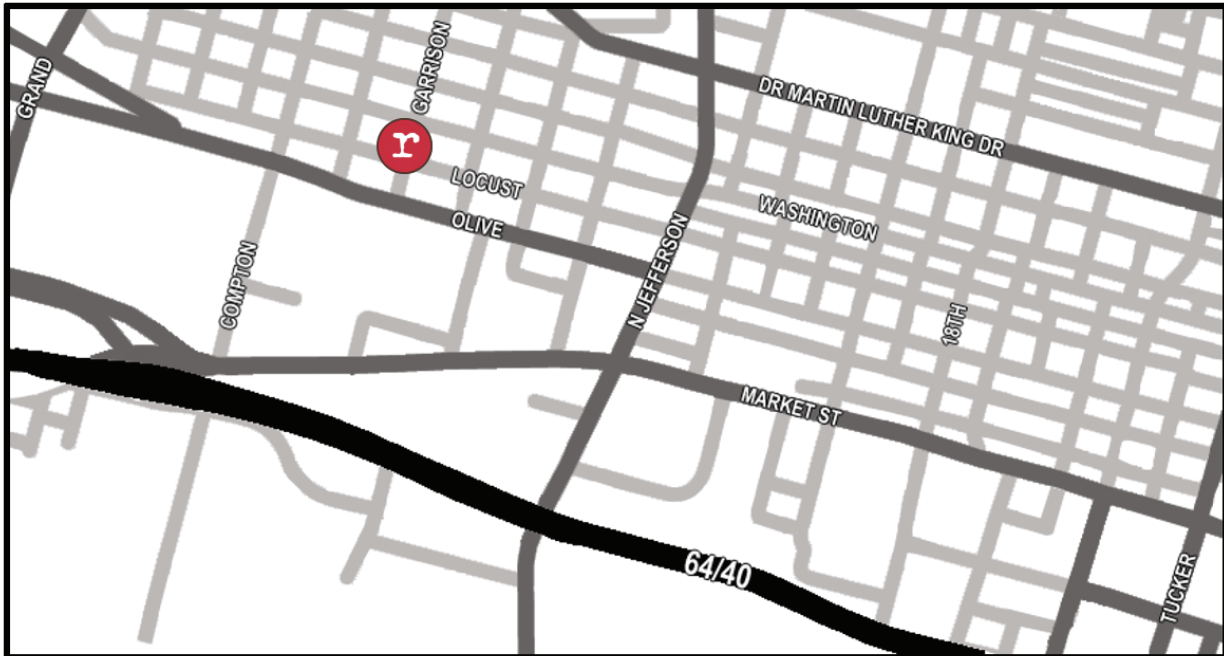 GRAND
GARRISON
DR MARTIN LUTHER KING DR
r
LOCUST
WASHINGTON
OLIVE
N JEFFERSON
COMPTON
18TH
MARKET ST
64/40
TUCKER